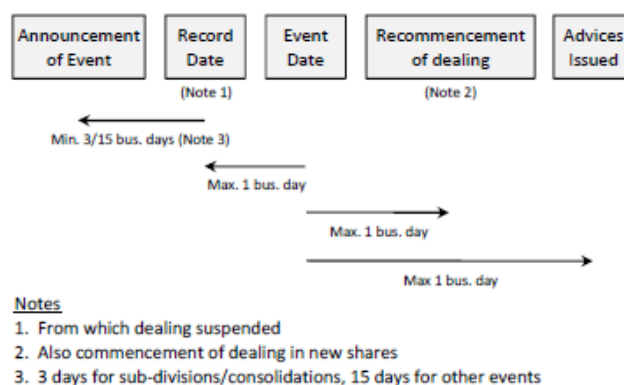 Announcement of Event
Record Date
Event Date
Recommencement of dealing
Advices Issued
(Note 1)
(Note 2)
Min. 3/15 bus. days (Note 3)
Max. 1 bus. day
Max. 1 bus. day
Max 1 bus. day
Notes
1. From which dealing suspended
2. Also commencement of dealing in new shares
3. 3 days for sub-divisions/consolidations, 15 days for other events